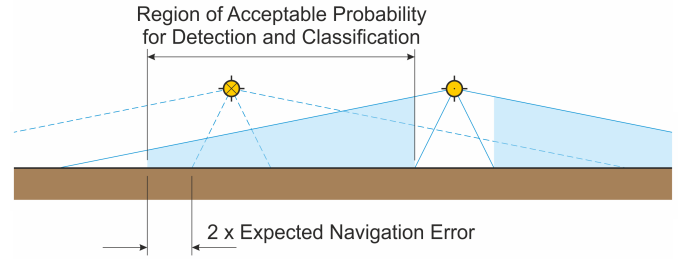 Region of Acceptable Probability
for Detection and Classification
2 x Expected Navigation Error